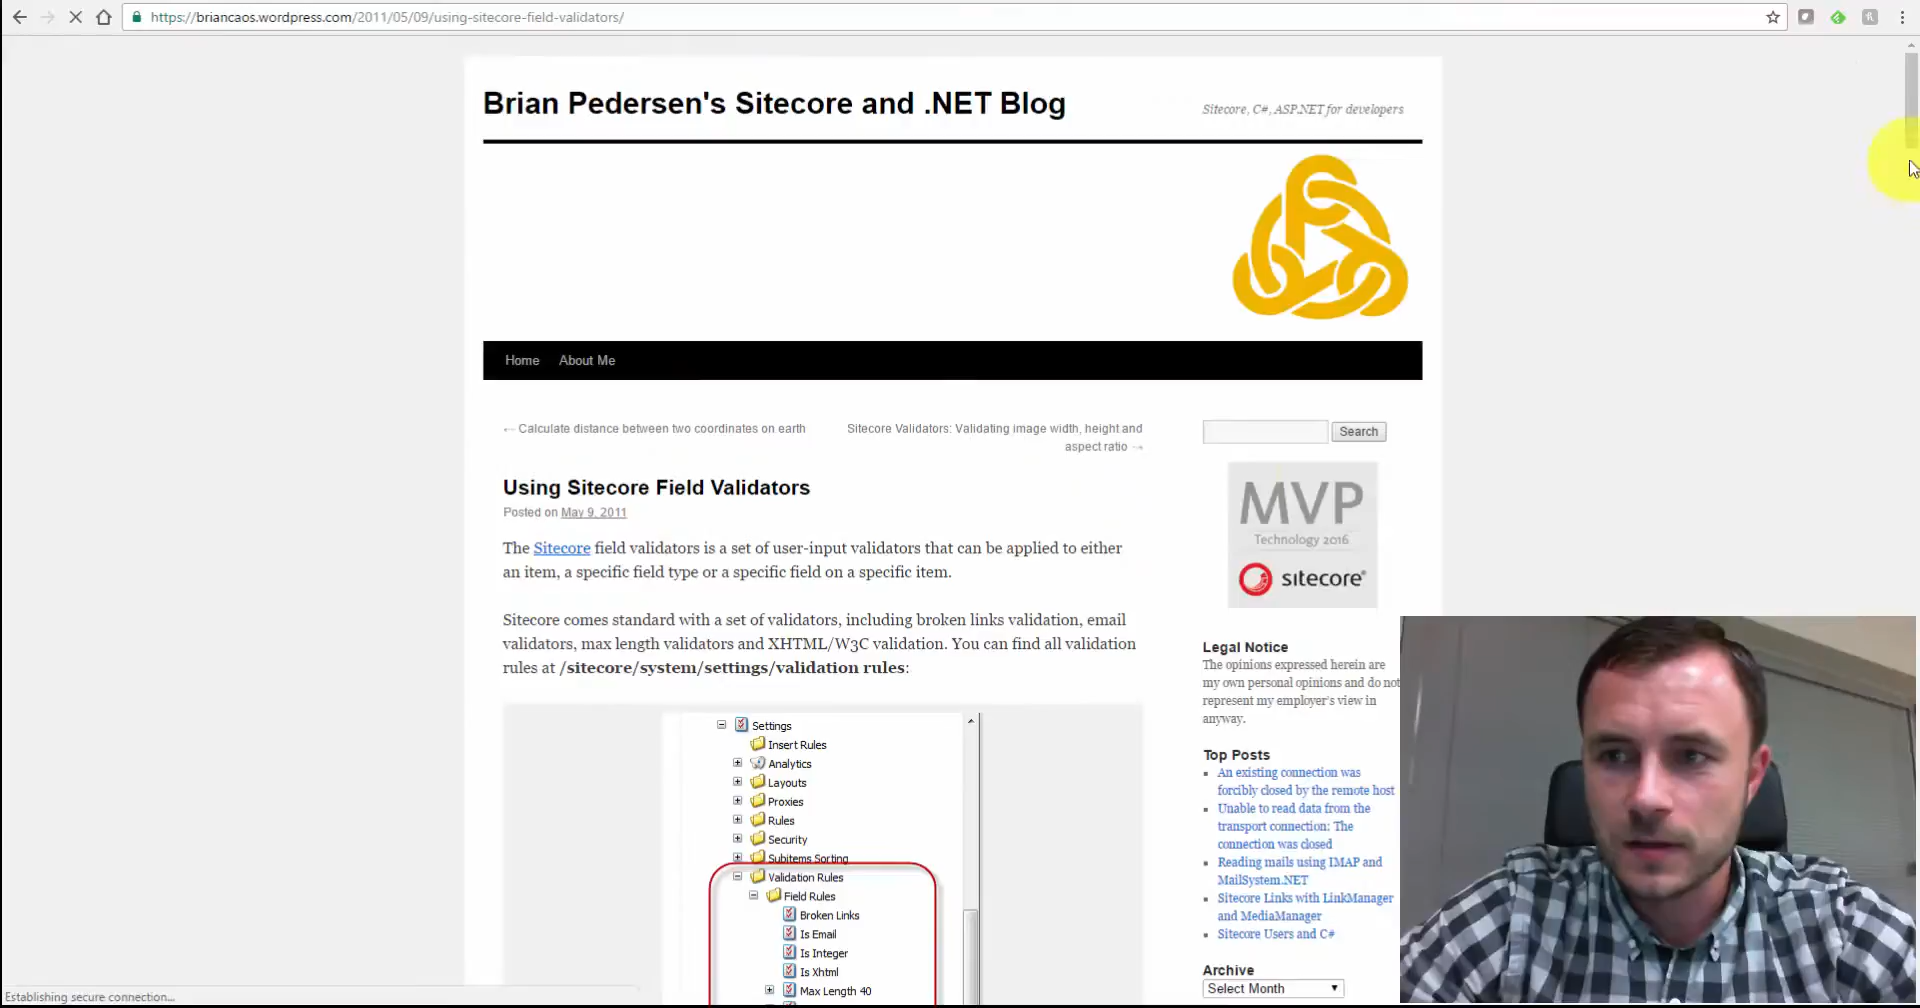 https://briancaos.wordpress.com/2011/05/09/using-sitecore-field-validators/
Brian Pedersen's Sitecore and .NET Blog
Sitecore, C#, ASP.NET for developers
Home About Me
← Calculate distance between two coordinates on earth
Sitecore Validators: Validating image width, height and
aspect ratio →
Search
Using Sitecore Field Validators
Posted on May 9, 2011
The Sitecore field validators is a set of user-input validators that can be applied to either
an item, a specific field type or a specific field on a specific item.
Sitecore comes standard with a set of validators, including broken links validation, email
validators, max length validators and XHTML/W3C validation. You can find all validation
rules at /sitecore/system/settings/validation rules:
Settings
Insert Rules
Analytics
Layouts
Proxies
Rules
Security
Subitems Sorting
Validation Rules
Field Rules
Broken Links
Is Email
Is Integer
Is Xhtml
Max Length 40
MVP
Technology 2016
sitecore
Legal Notice
The opinions expressed herein are
my own personal opinions and do not
represent my employer's view in
anyway.
Top Posts
An existing connection was
forcibly closed by the remote host
Unable to read data from the
transport connection: The
connection was closed
Reading mails using IMAP and
MailSystem.NET
Sitecore Links with LinkManager
and MediaManager
Sitecore Users and C#
Archive
Select Month
Establishing secure connection...